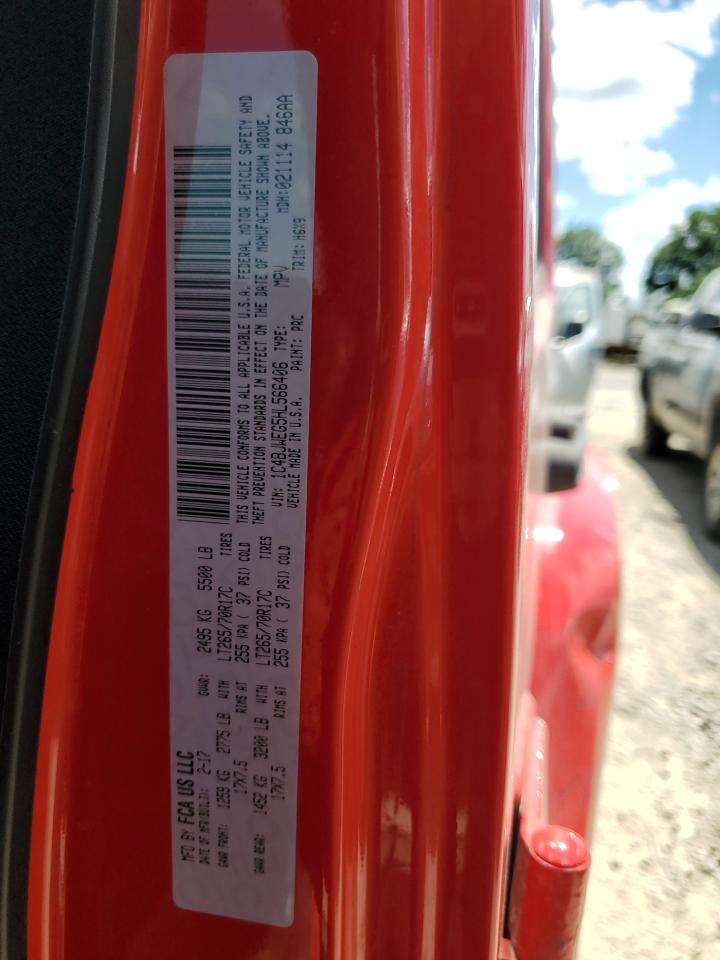 MFD BY FCA US LLC
DATE OF MFR(BUILT): 2-17 GVWR: 2495 KG 5500 LB
GAWR FRONT: 1259 KG 2775 LB WITH LT265/70R17C TIRES
17X7.5 RIMS AT 255 KPA ( 37 PSI) COLD
GAWR REAR: 1452 KG 3200 LB WITH LT265/70R17C TIRES
17X7.5 RIMS AT 255 KPA ( 37 PSI) COLD
THIS VEHICLE CONFORMS TO ALL APPLICABLE U.S.A. FEDERAL MOTOR VEHICLE SAFETY AND
THEFT PREVENTION STANDARDS IN EFFECT ON THE DATE OF MANUFACTURE SHOWN ABOVE.
VIN: 1C4BJWEG5HL566406 TYPE: MPV MDH:021114 846AA
VEHICLE MADE IN U.S.A. PAINT: PRC TRIM: H6X9